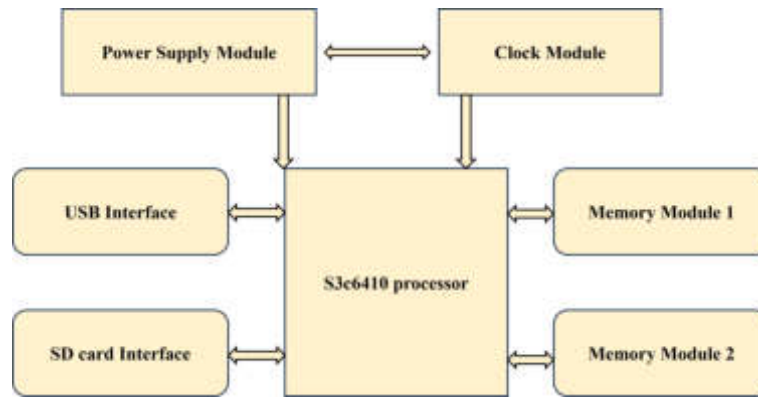 Power Supply Module
Clock Module
USB Interface
Memory Module 1
S3c6410 processor
SD card Interface
Memory Module 2